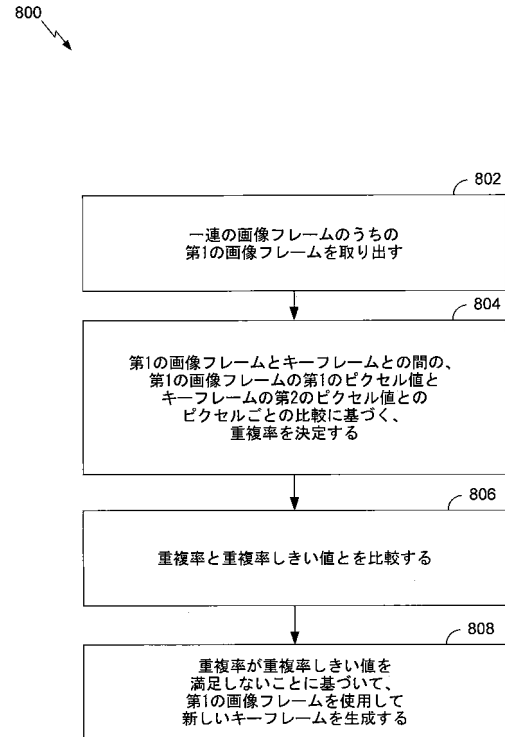 800
802
一連の画像フレームのうちの
第1の画像フレームを取り出す
804
第1の画像フレームとキーフレームとの間の、
第1の画像フレームの第1のピクセル値と
キーフレームの第2のピクセル値との
ピクセルごとの比較に基づく、
重複率を決定する
806
重複率と重複率しきい値とを比較する
808
重複率が重複率しきい値を
満足しないことに基づいて、
第1の画像フレームを使用して
新しいキーフレームを生成する